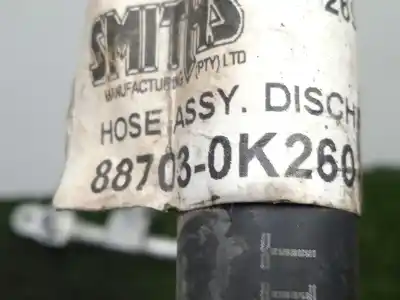 SMITHS
MANUFACTURING (PTY) LTD
HOSE ASSY. DISCH
88703-0K260